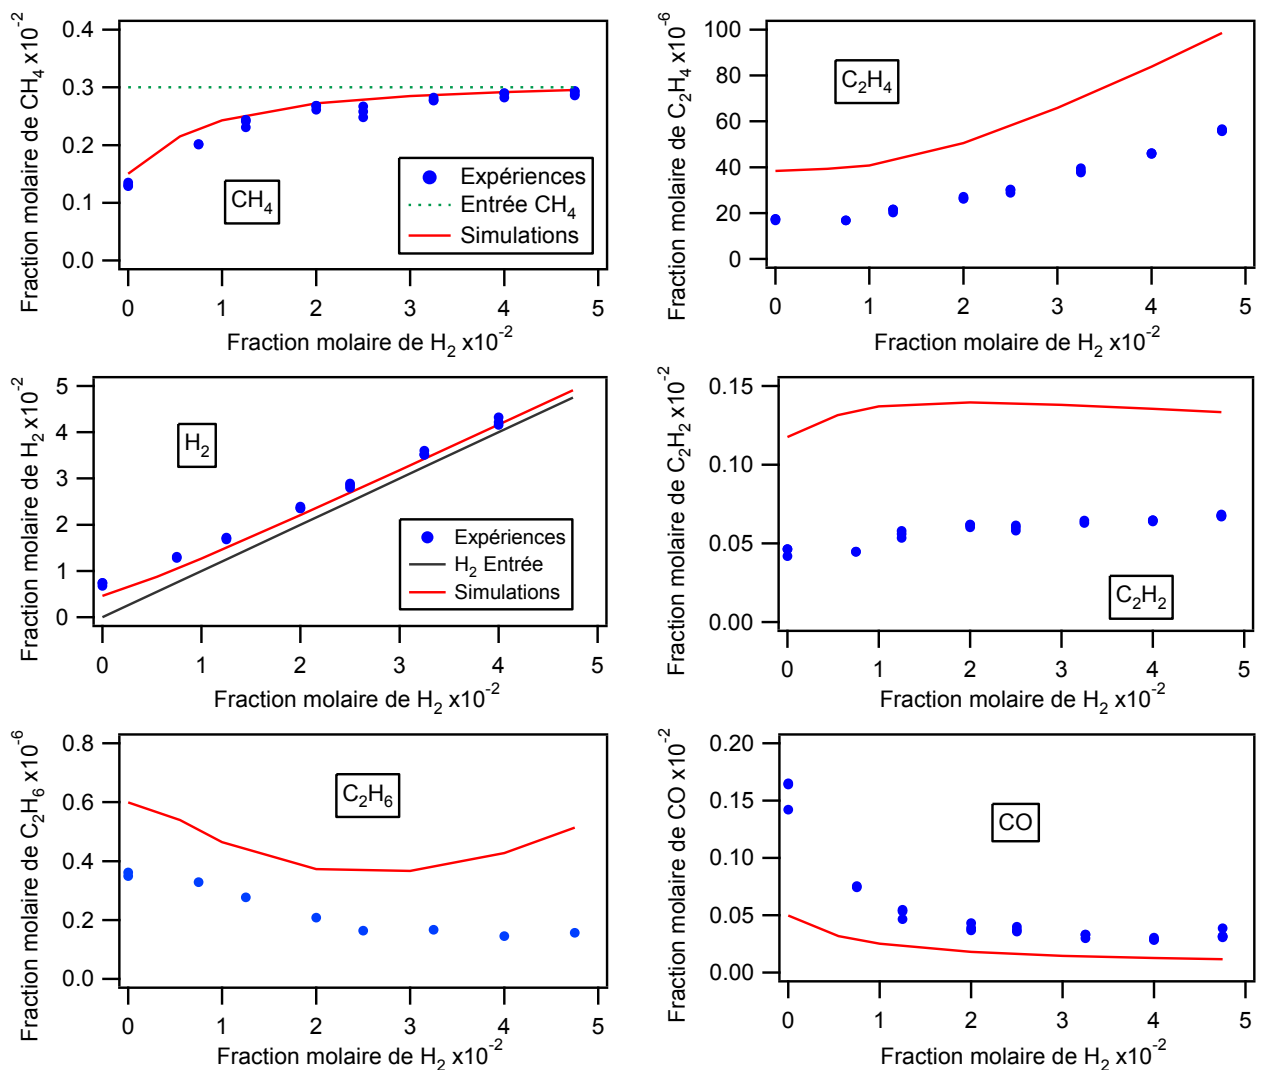 Fraction molaire de CH4 x10-2
0.4
0.3
0.2
0.1
0.0
CH4
Expériences
Entrée CH4
Simulations
0 1 2 3 4 5
Fraction molaire de H2 x10-2
Fraction molaire de C2H4 x10-6
100
80
60
40
20
0
C2H4
0 1 2 3 4 5
Fraction molaire de H2 x10-2
Fraction molaire de H2 x10-2
5
4
3
2
1
0
H2
Expériences
H2 Entrée
Simulations
0 1 2 3 4 5
Fraction molaire de H2 x10-2
Fraction molaire de C2H2 x10-2
0.15
0.10
0.05
0.00
C2H2
0 1 2 3 4 5
Fraction molaire de H2 x10-2
Fraction molaire de C2H6 x10-6
0.8
0.6
0.4
0.2
0.0
C2H6
0 1 2 3 4 5
Fraction molaire de H2 x10-2
Fraction molaire de CO x10-2
0.20
0.15
0.10
0.05
0.00
CO
0 1 2 3 4 5
Fraction molaire de H2 x10-2